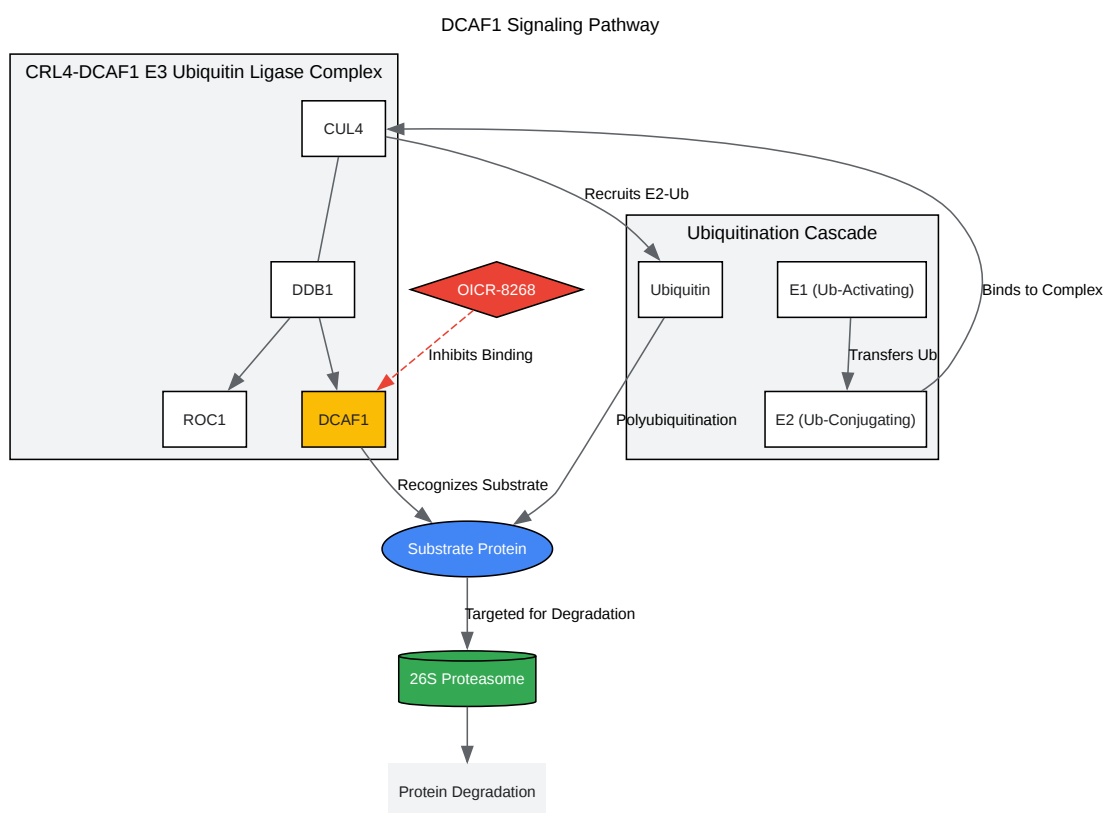 DCAF1 Signaling Pathway
CRL4-DCAF1 E3 Ubiquitin Ligase Complex
CUL4
Recruits E2-Ub
Ubiquitination Cascade
DDB1
OICR-8268
Ubiquitin
E1 (Ub-Activating)
Binds to Complex
Inhibits Binding
Transfers Ub
ROC1
DCAF1
Polyubiquitination
E2 (Ub-Conjugating)
Recognizes Substrate
Substrate Protein
Targeted for Degradation
26S Proteasome
Protein Degradation